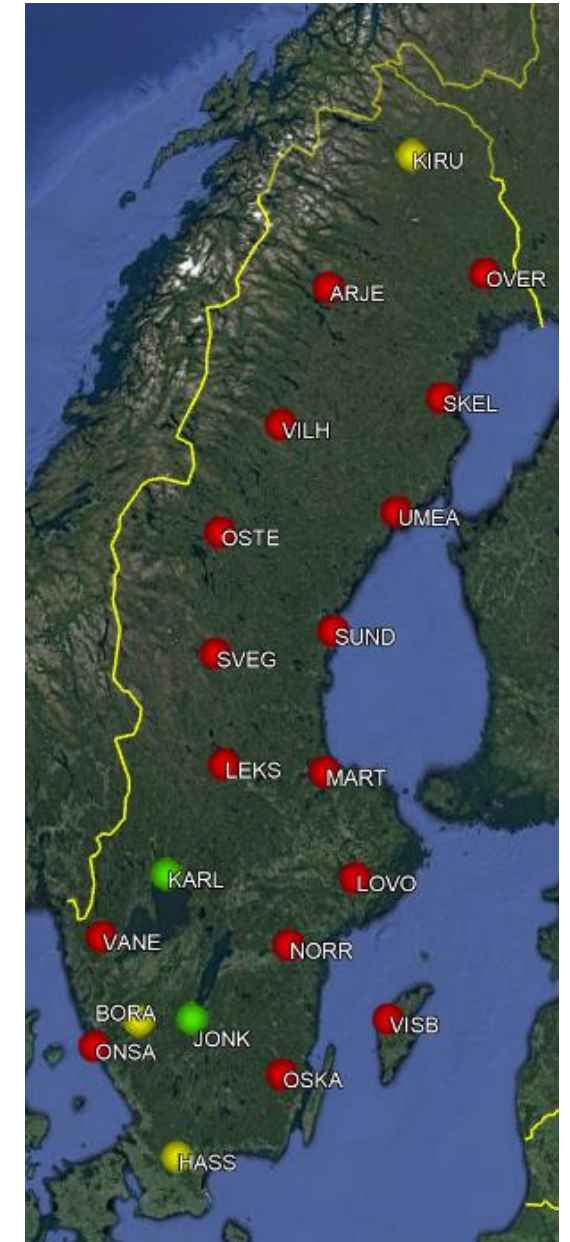 KIRU
OVER
ARJE
SKEL
VILH
UMEA
OSTE
SUND
SVEG
LEKS
MART
KARL
LOVO
VANE
NORR
BORA
VISB
JONK
ONSA
OSKA
HASS